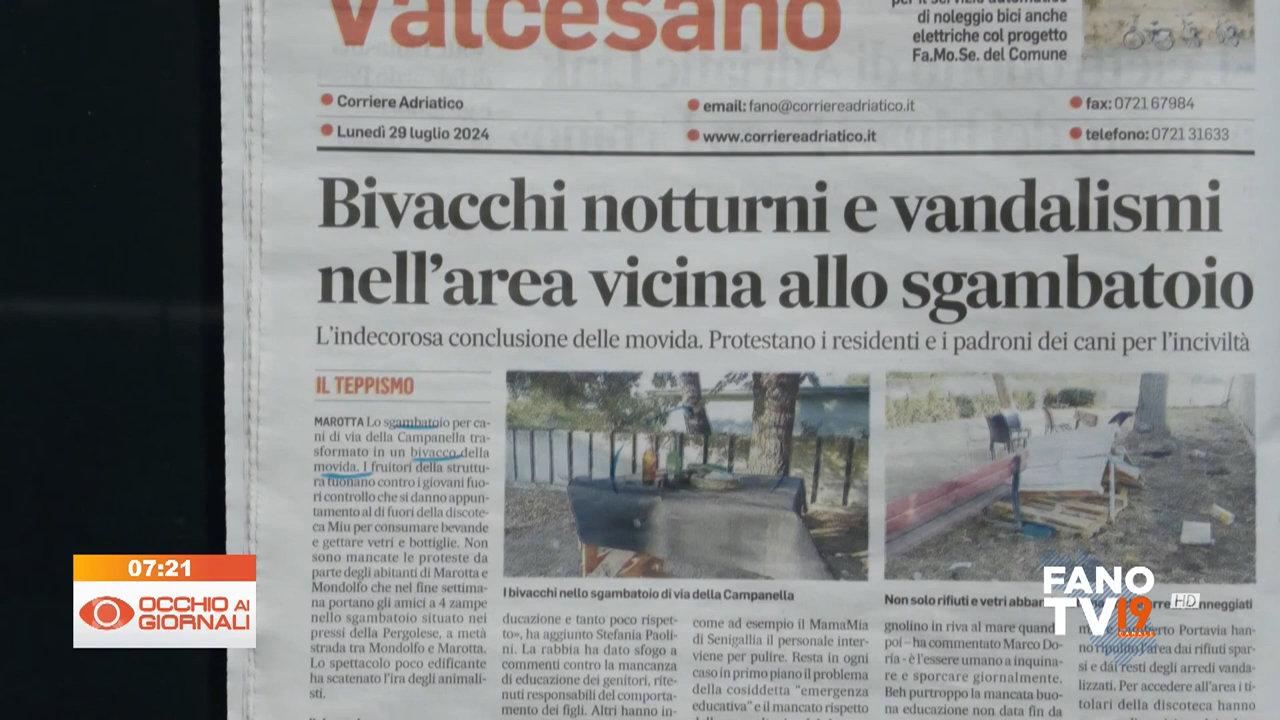 Valcesano
di noleggio bici anche
elettriche col progetto
Fa.Mo.Se. del Comune
Corriere Adriatico
email: fano@corriereadriatico.it
fax: 0721 67984
Lunedì 29 luglio 2024
www.corriereadriatico.it
telefono: 0721 31633
Bivacchi notturni e vandalismi
nell'area vicina allo sgambatoio
L'indecorosa conclusione delle movida. Protestano i residenti e i padroni dei cani per l'inciviltà
IL TEPPISMO
MAROTTA Lo sgambatoio per ca-
ni di via della Campanella tra-
sformato in un bivacco della
movida. I fruitori della struttu-
ra tuonano contro i giovani fuo-
ri controllo che si danno appun-
tamento al di fuori della discote-
ca Miu per consumare bevande
e gettare vetri e bottiglie. Non
sono mancate le proteste da
parte degli abitanti di Marotta e
Mondolfo che nel fine settima-
na portano gli amici a 4 zampe
nello sgambatoio situato nei
pressi della Pergolese, a metà
strada tra Mondolfo e Marotta.
Lo spettacolo poco edificante
ha scatenato l'ira degli animali-
sti.
I bivacchi nello sgambatoio di via della Campanella
ducazione e tanto poco rispet-
to», ha aggiunto Stefania Paoli-
ni. La rabbia ha dato sfogo a
commenti contro la mancanza
di educazione dei genitori, rite-
nuti responsabili del comporta-
mento dei figli. Altri hanno in-
come ad esempio il MamaMia
di Senigallia il personale inter-
viene per pulire. Resta in ogni
caso in primo piano il problema
della cosiddetta "emergenza
educativa" e il mancato rispetto
Non solo rifiuti e vetri abban
nneggiati
gnolino in riva al mare quando
poi – ha commentato Marco Do-
ria - è l'essere umano a inquina-
re e sporcare giornalmente.
Beh purtroppo la mancata buo-
na educazione non data fin da
Portavia han-
no ripulito l'area dai rifiuti spar-
si e dai resti degli arredi vanda-
lizzati. Per accedere all'area i ti-
tolari della discoteca hanno
07:21
OCCHIO AI
GIORNALI
FANO
TV 19
HD